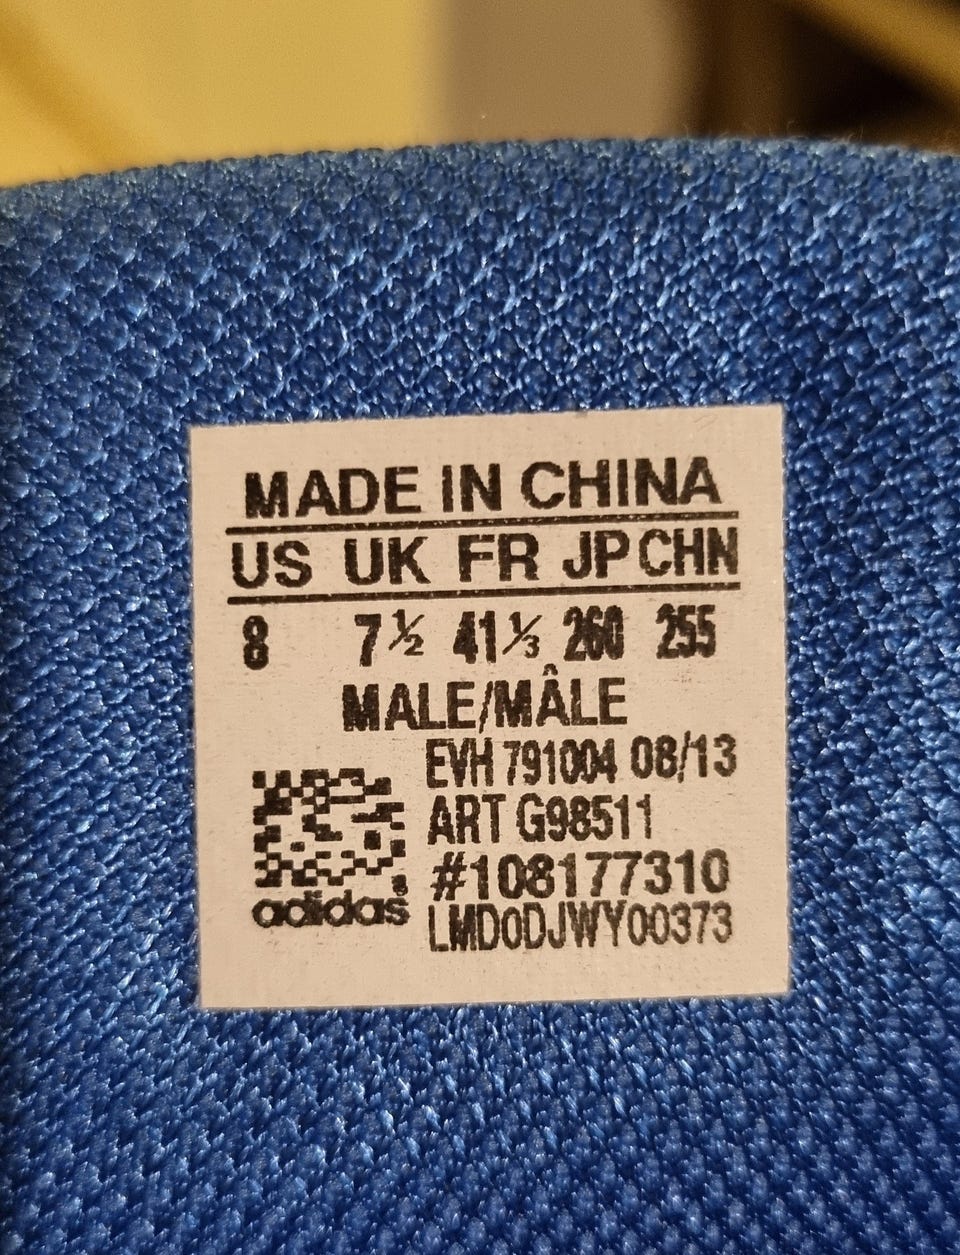 MADE IN CHINA
US UK FR JP CHN
8 7½ 41⅓ 260 255
MALE/MÂLE
EVH 791004 08/13
ART G98511
#108177310
adidas LMD0DJWY00373